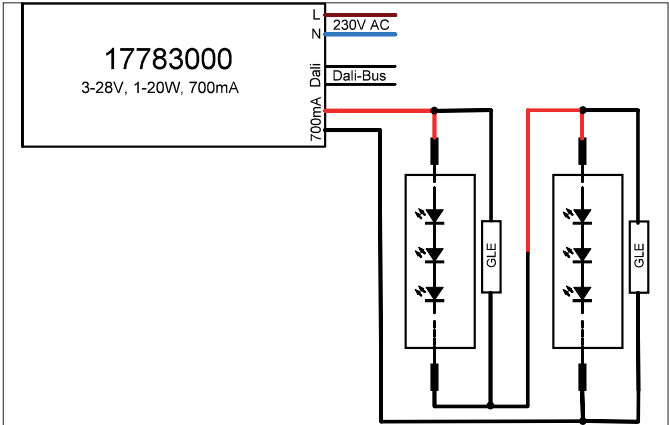 L
230V AC
N
17783000
3-28V, 1-20W, 700mA
Dali
Dali-Bus
700mA
GLE
GLE